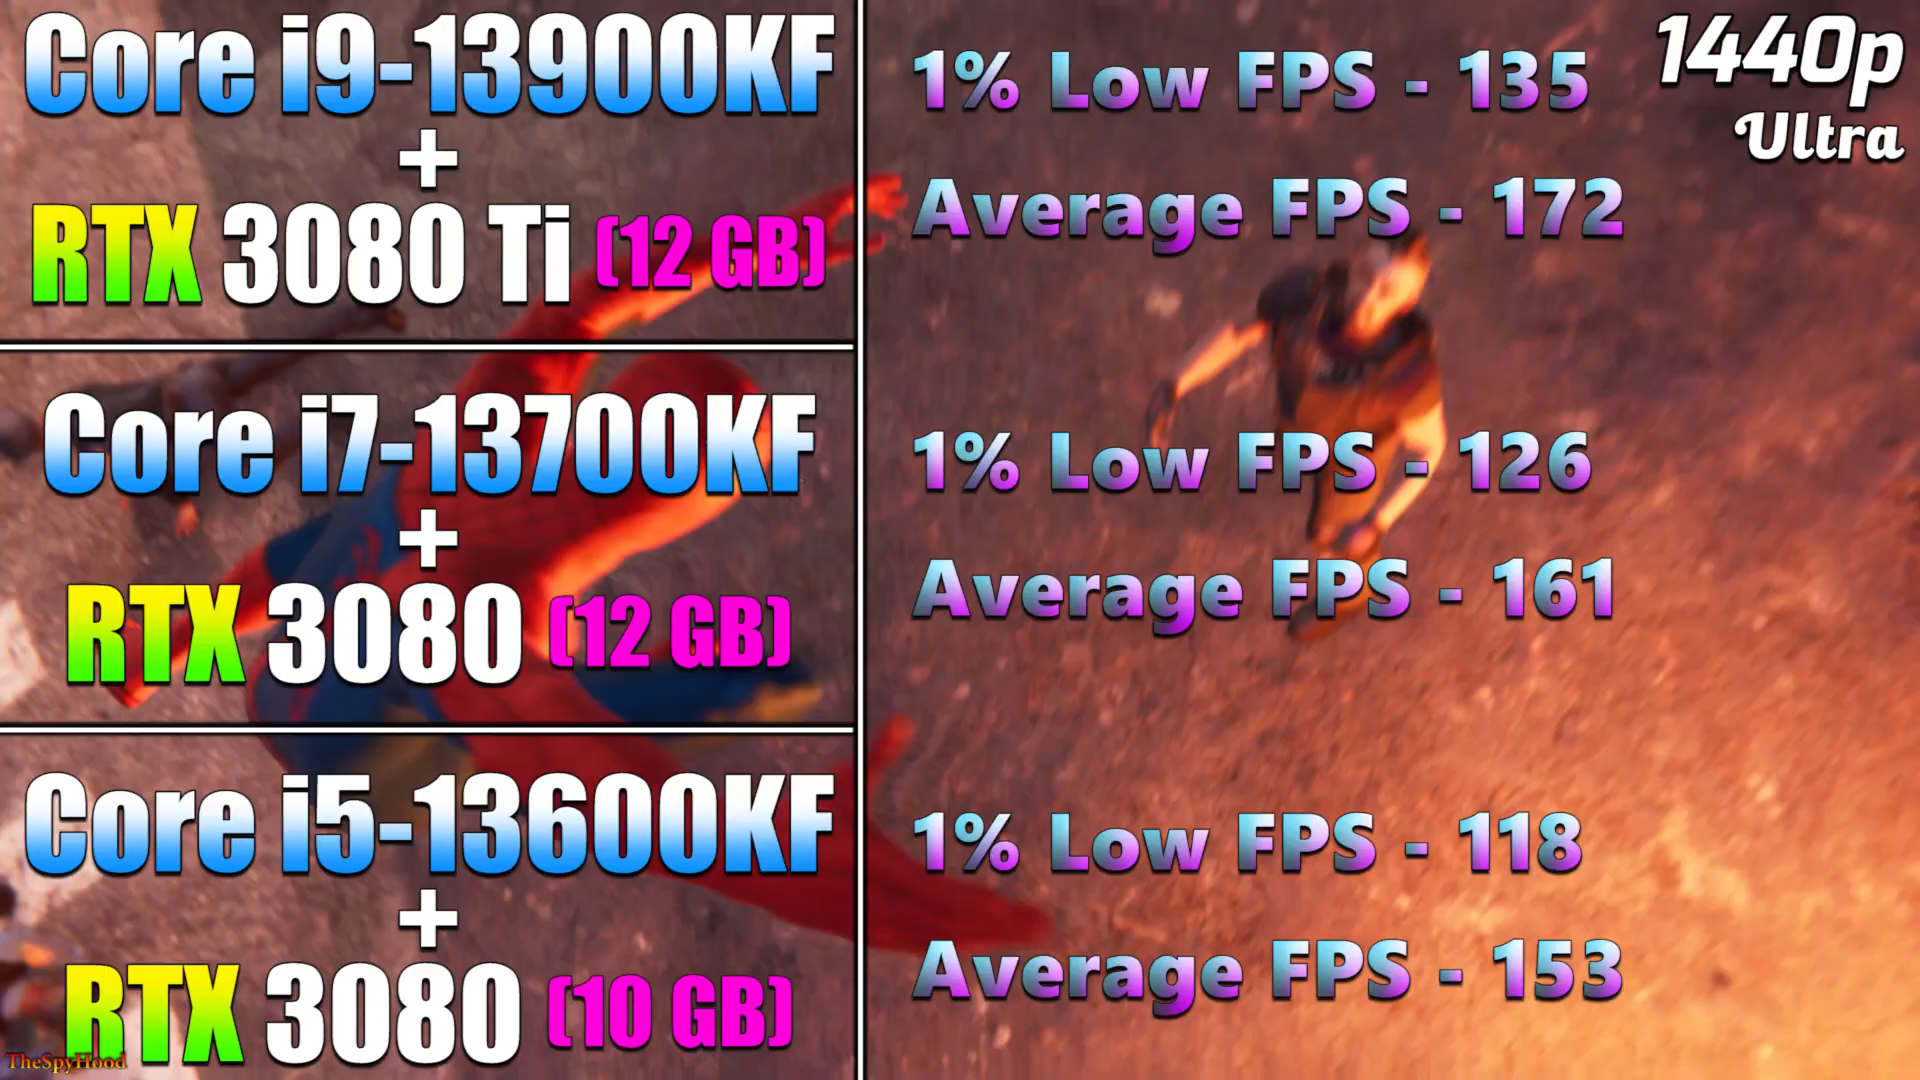 Core i9-13900KF
+
RTX 3080 Ti (12 GB)
1% Low FPS - 135
Average FPS - 172
1440p
Ultra
Core i7-13700KF
+
RTX 3080 (12 GB)
1% Low FPS - 126
Average FPS - 161
Core i5-13600KF
+
RTX 3080 (10 GB)
1% Low FPS - 118
Average FPS - 153
TheSpyHood